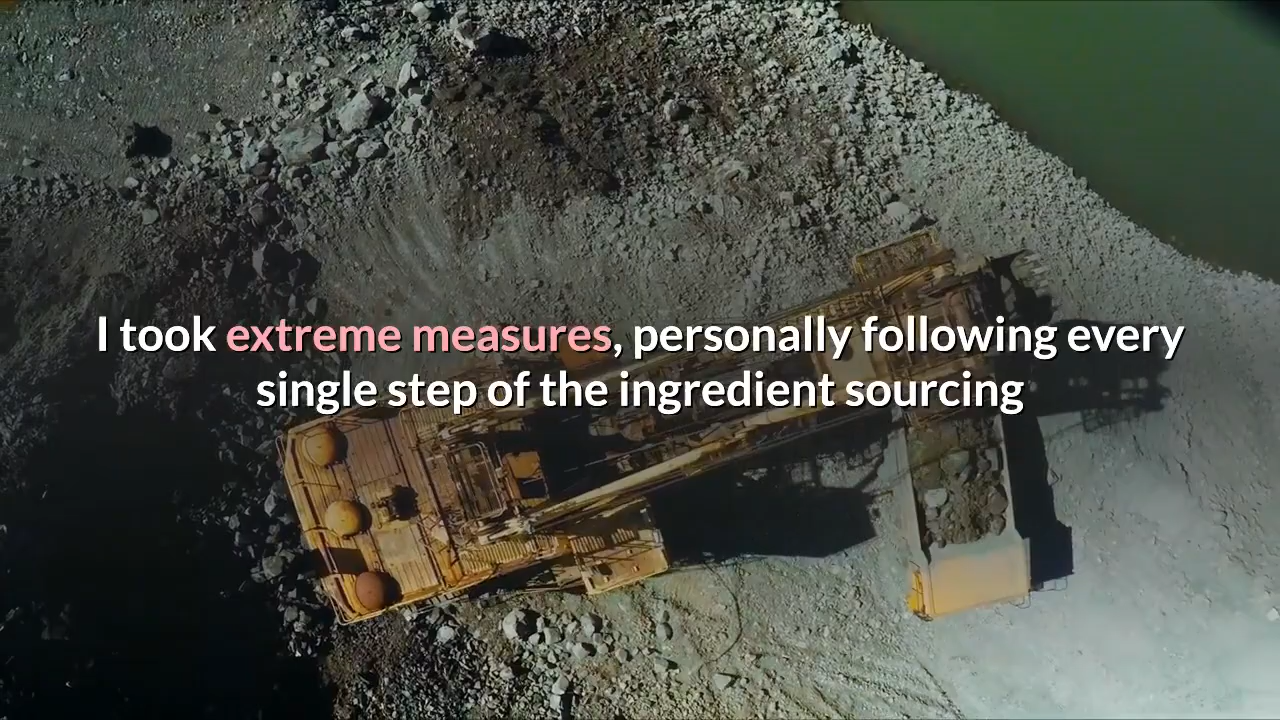 I took extreme measures, personally following every
single step of the ingredient sourcing